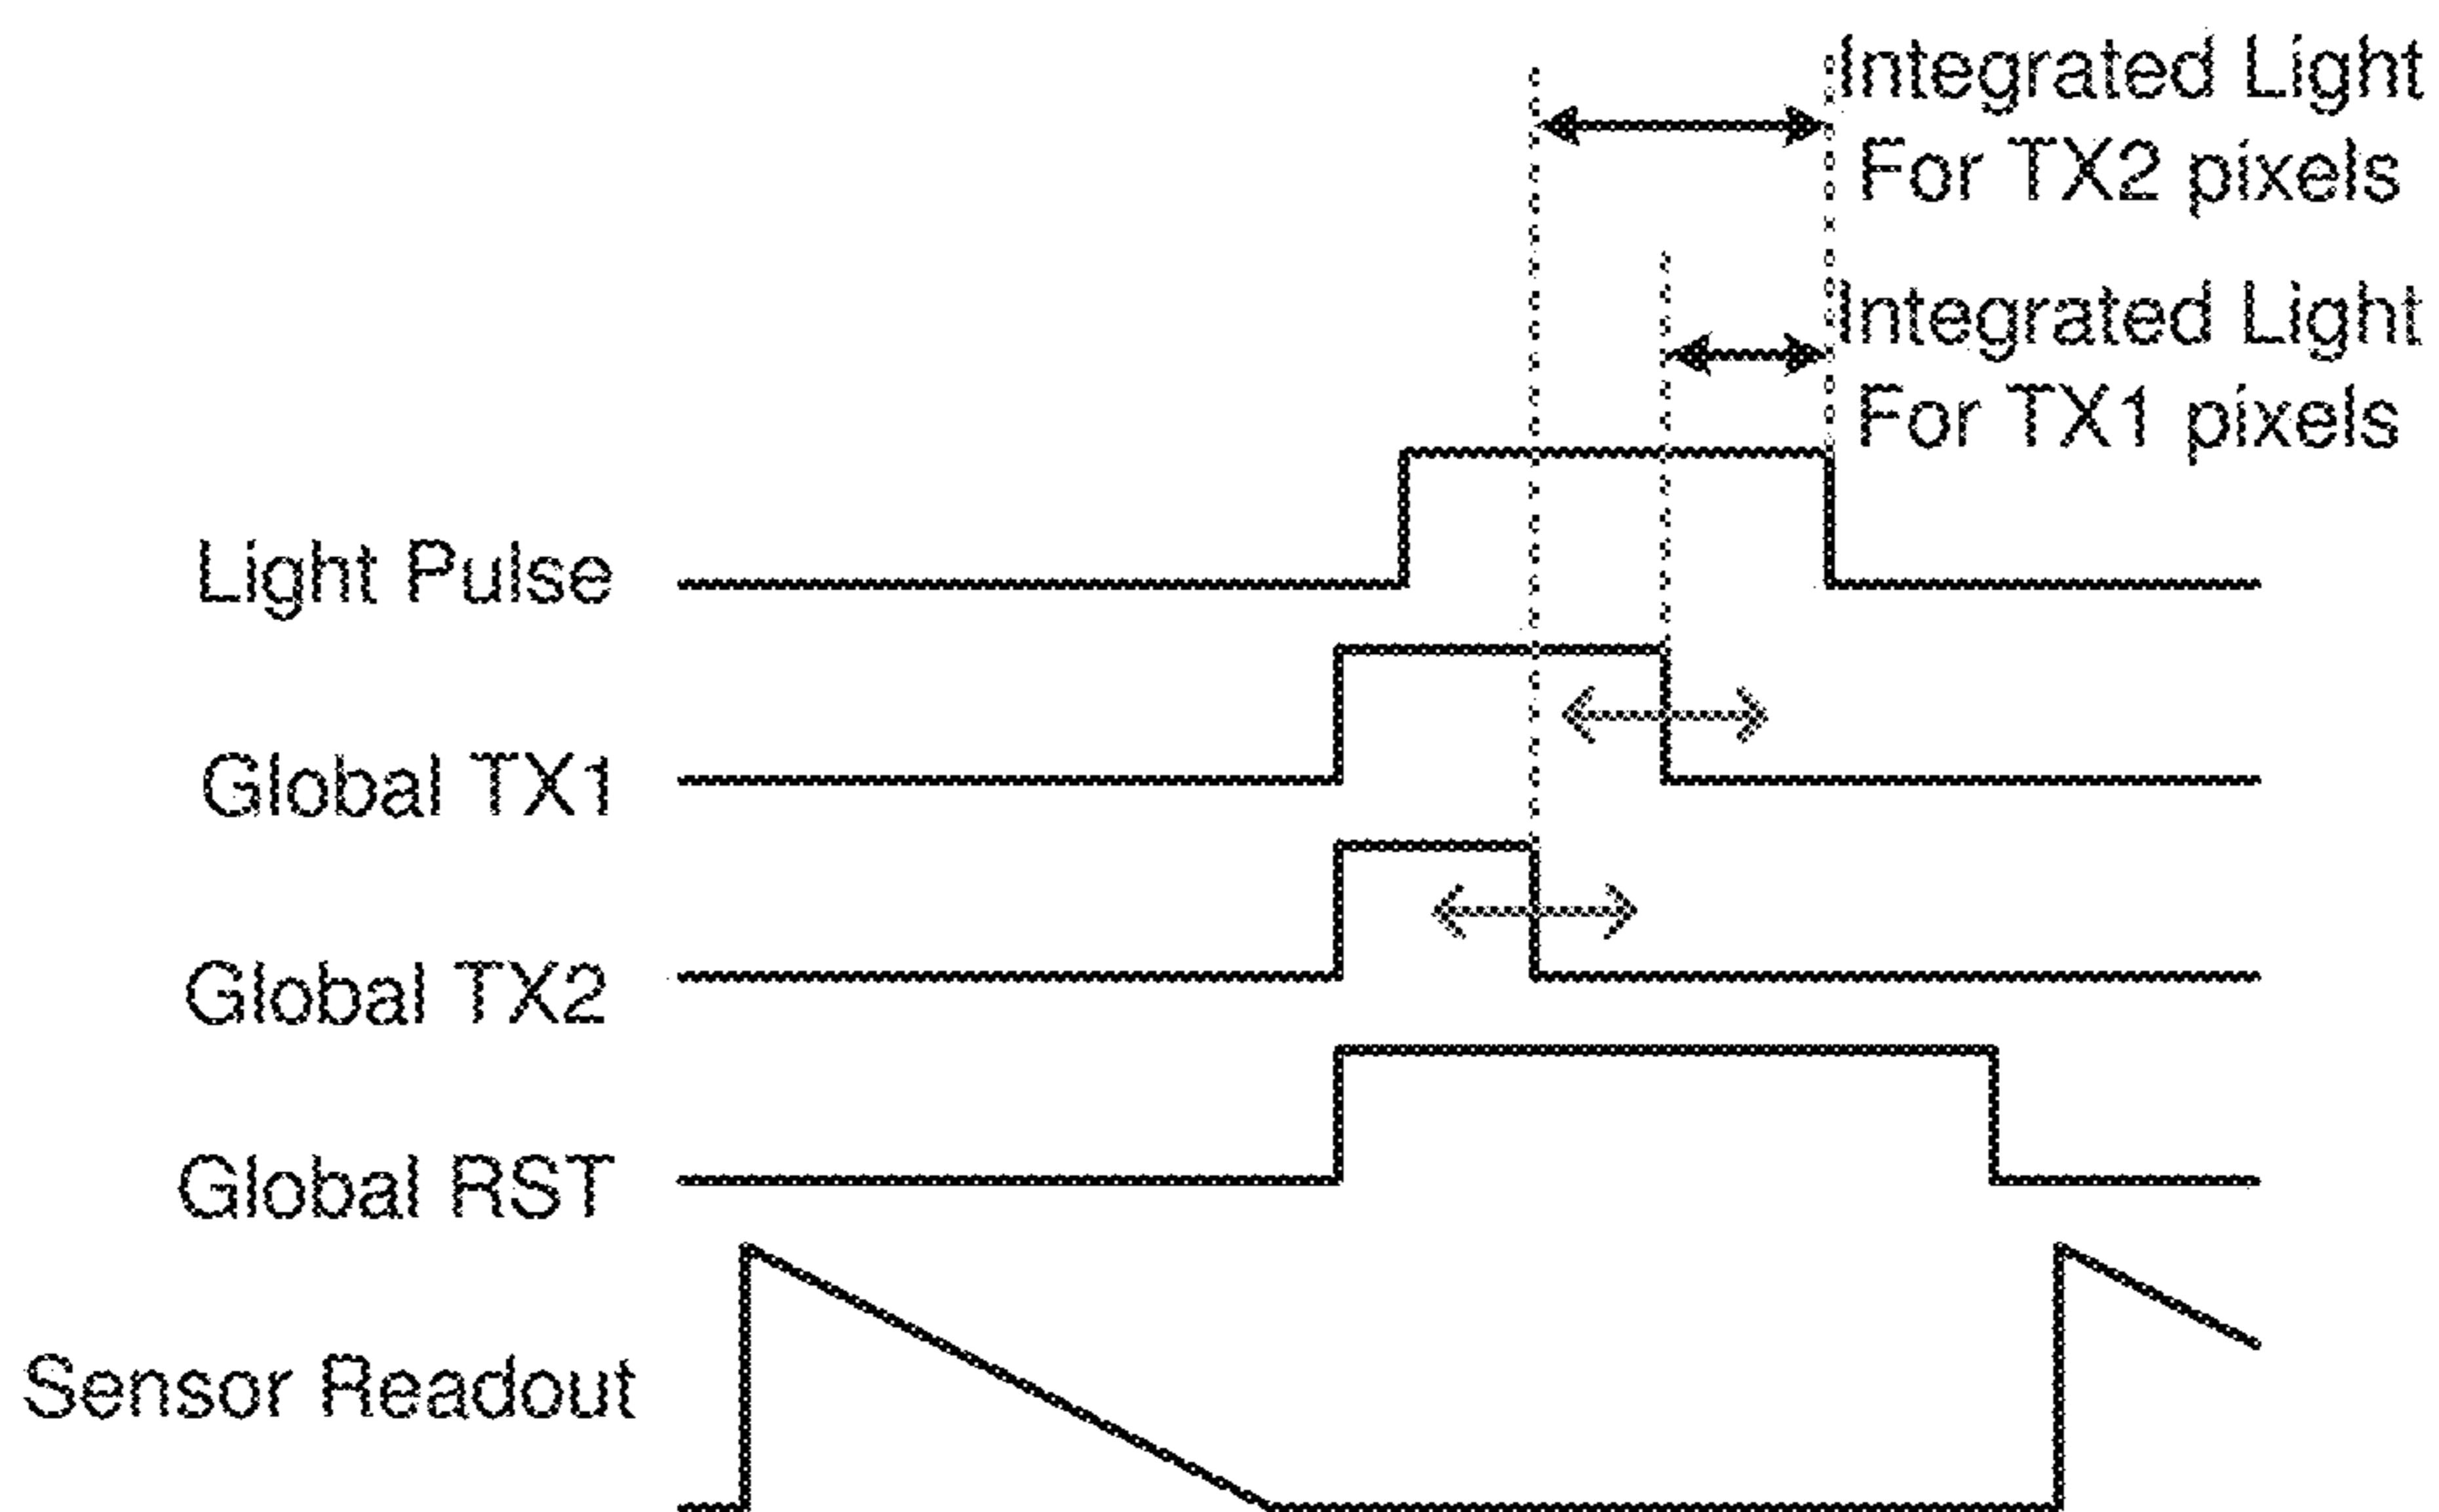 Integrated Light
For TX2 pixels
Integrated Light
For TX1 pixels
Light Pulse
Global TX1
Global TX2
Global RST
Sensor Readout